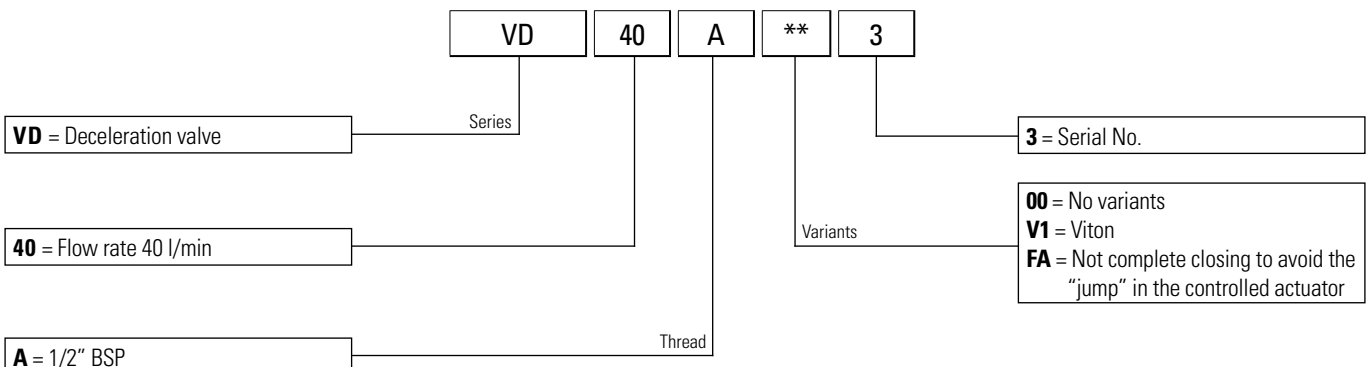 VD 40 A ** 3
Series
VD = Deceleration valve
3 = Serial No.
40 = Flow rate 40 l/min
Variants
00 = No variants
V1 = Viton
FA = Not complete closing to avoid the
“jump” in the controlled actuator
Thread
A = 1/2” BSP